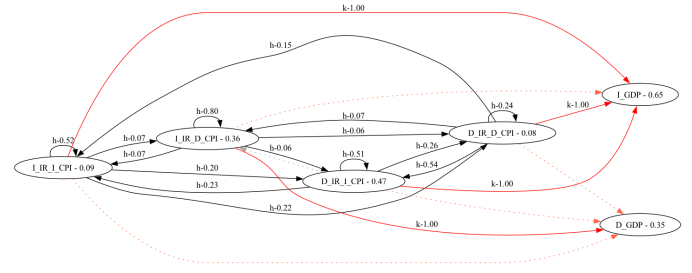 k-1.00
h-0.15
I_GDP - 0.65
h-0.80
h-0.24
k-1.00
h-0.07
h-0.52
h-0.07
I_IR_D_CPI - 0.36
h-0.06
D_IR_D_CPI - 0.08
h-0.07
h-0.06
h-0.51
h-0.26
I_IR_I_CPI - 0.09
h-0.20
h-0.54
D_IR_I_CPI - 0.47
h-0.23
k-1.00
h-0.22
k-1.00
D_GDP - 0.35